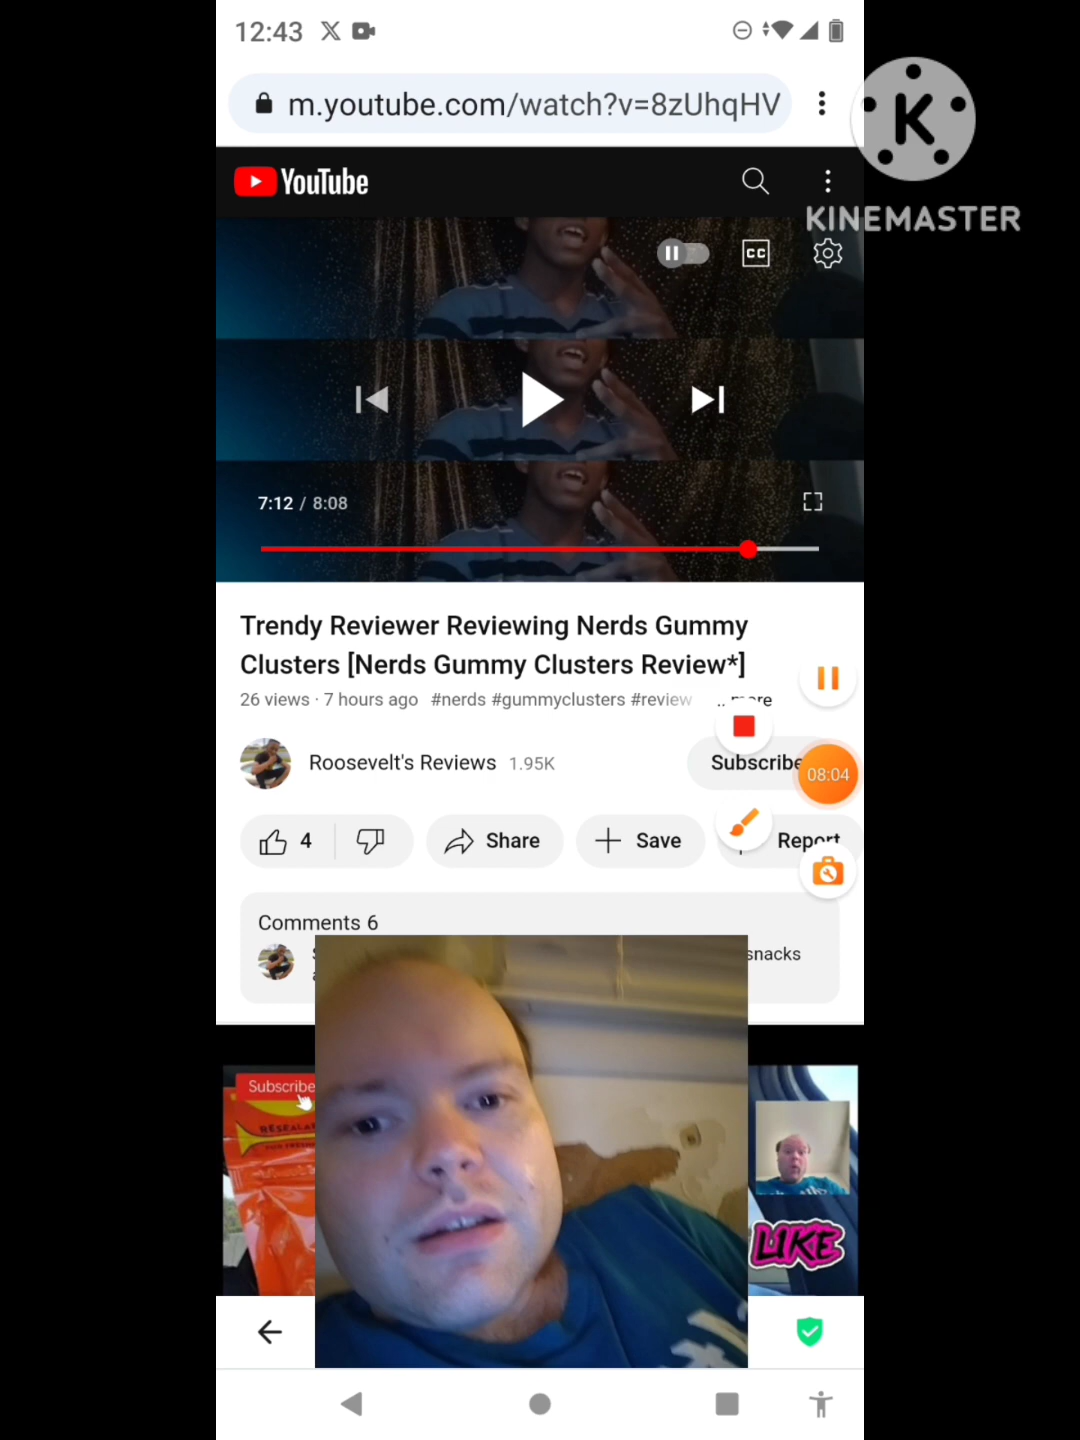 12:43
m.youtube.com/watch?v=8zUhqHV
K
KINEMASTER
YouTube
CC
7:12 / 8:08
Trendy Reviewer Reviewing Nerds Gummy
Clusters [Nerds Gummy Clusters Review*]
26 views · 7 hours ago #nerds #gummyclusters #review
...more
Roosevelt's Reviews 1.95K
Subscribe
08:04
4
Share
Save
Report
Comments 6
snacks
Subscribe
LIKE